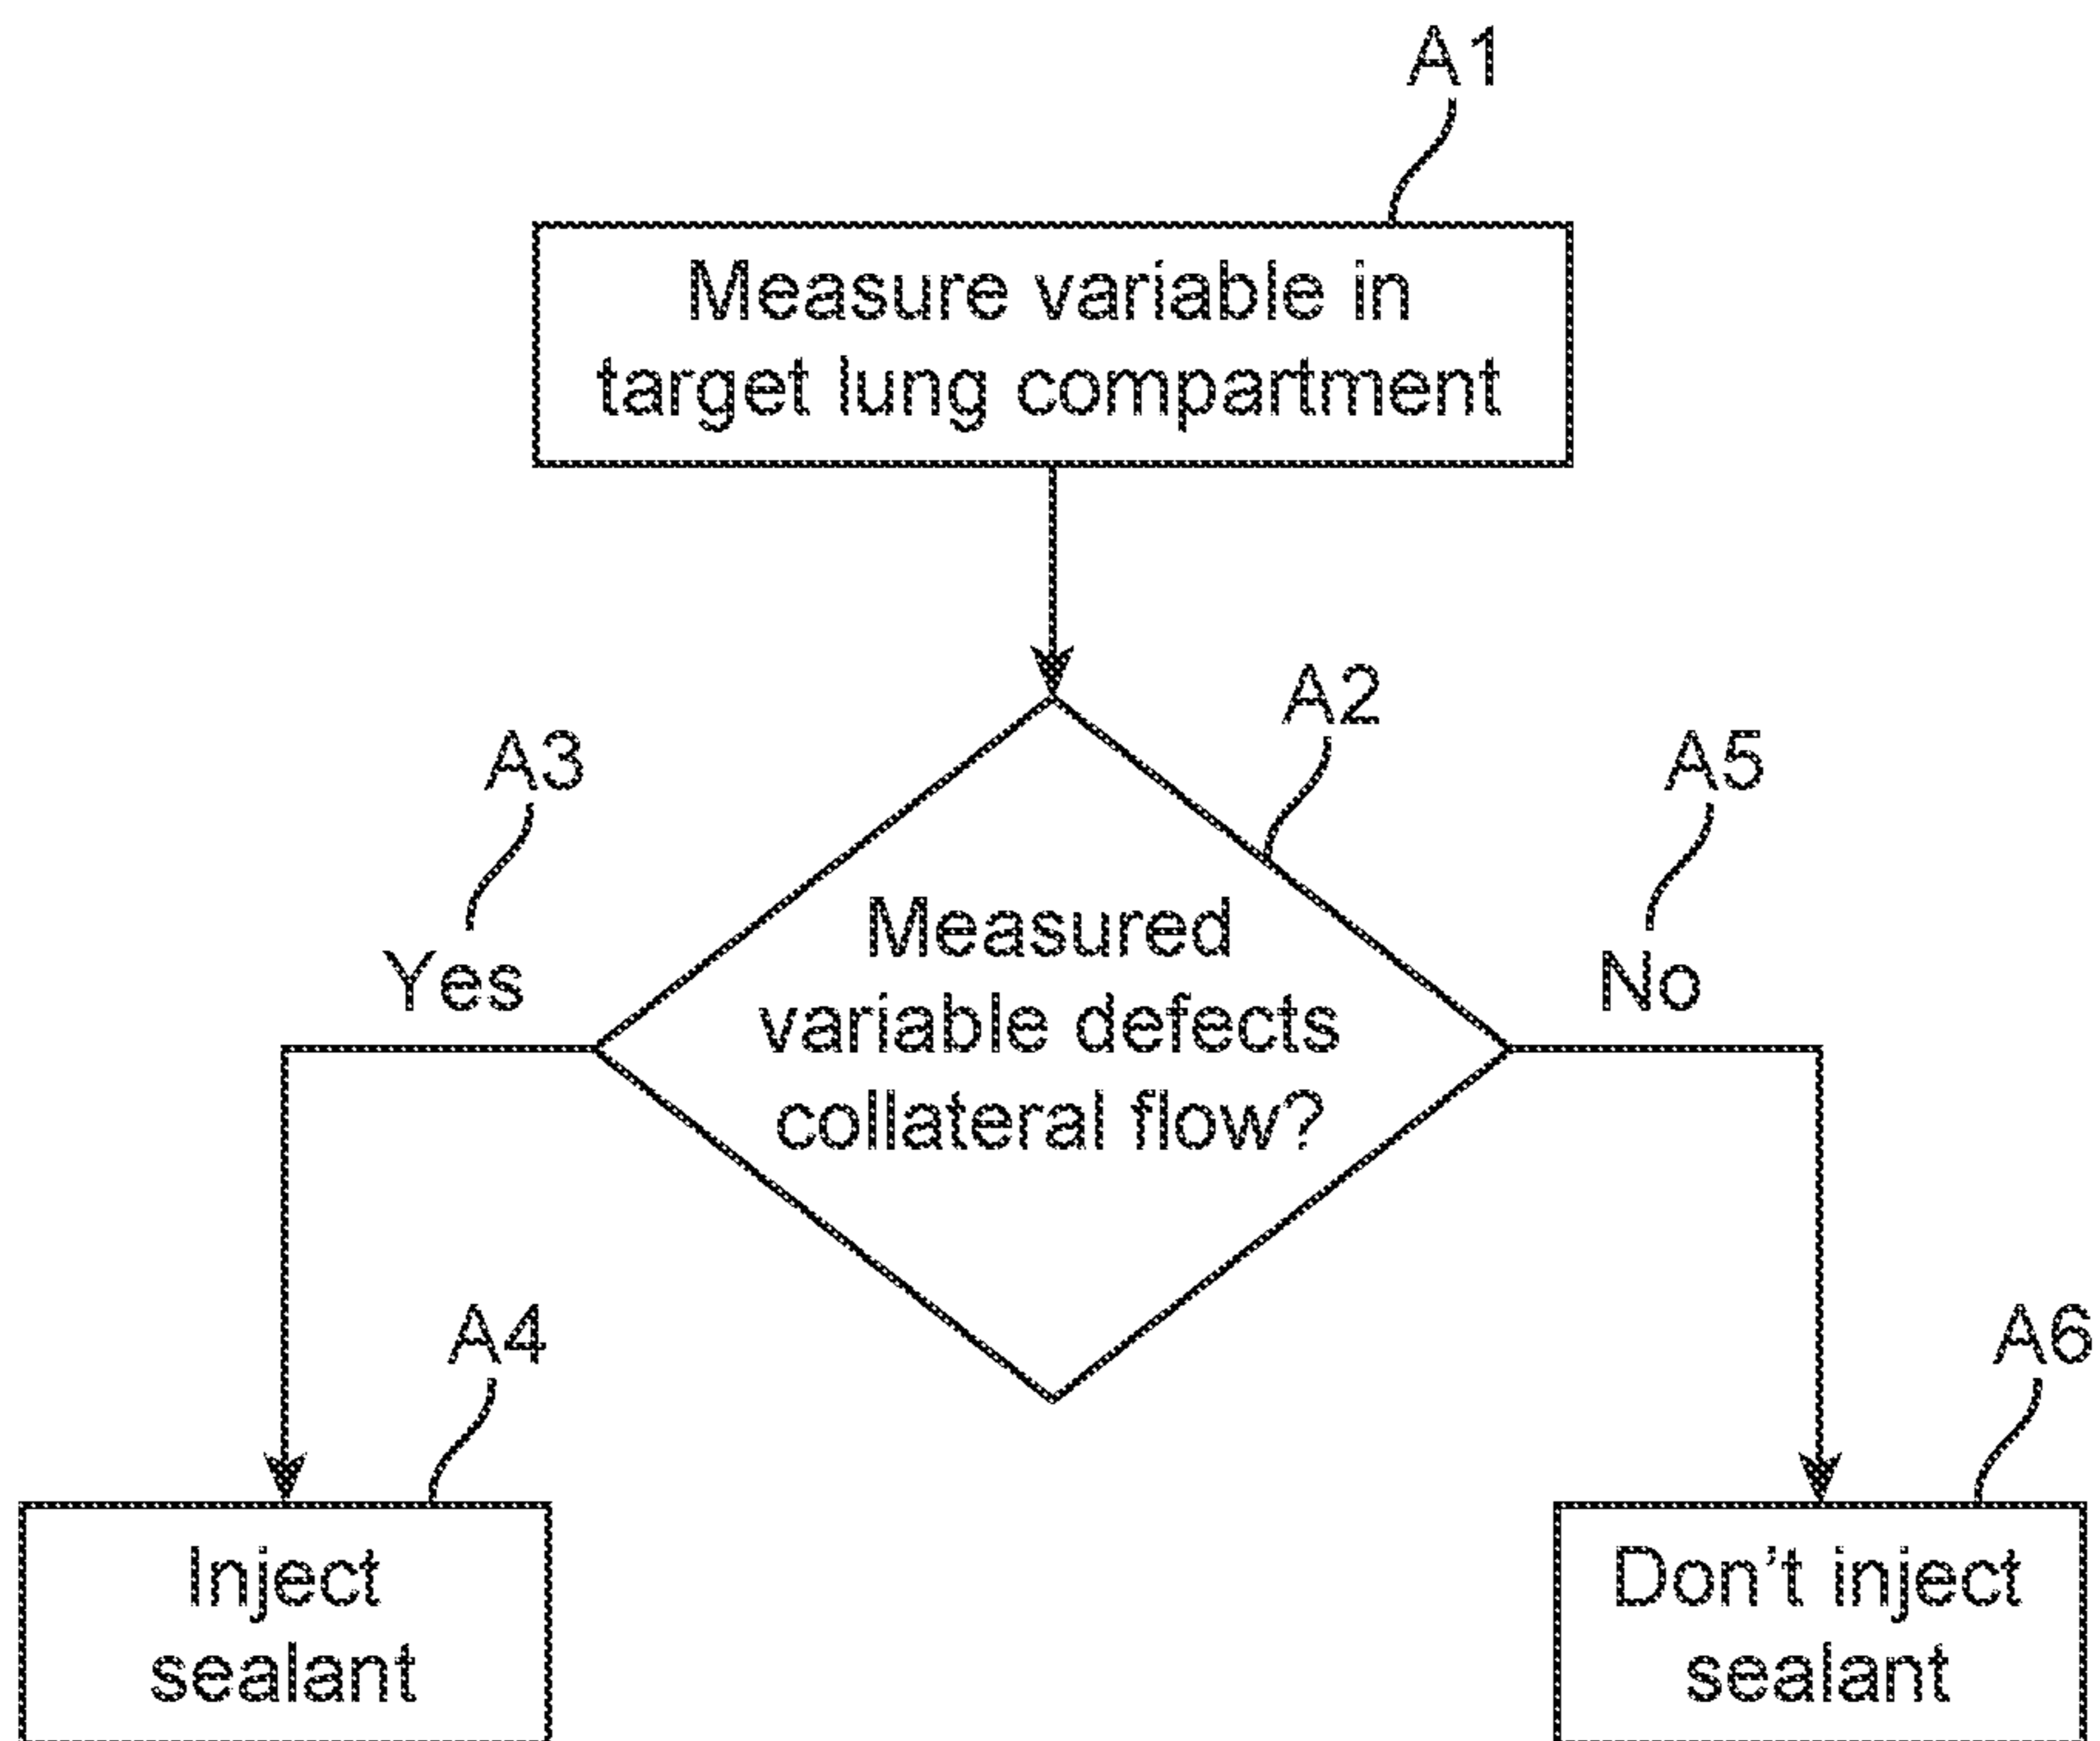 A1
Measure variable in
target lung compartment
A2
A3
A5
Yes
Measured
variable defects
collateral flow?
No
A4
A6
Inject
sealant
Don't inject
sealant